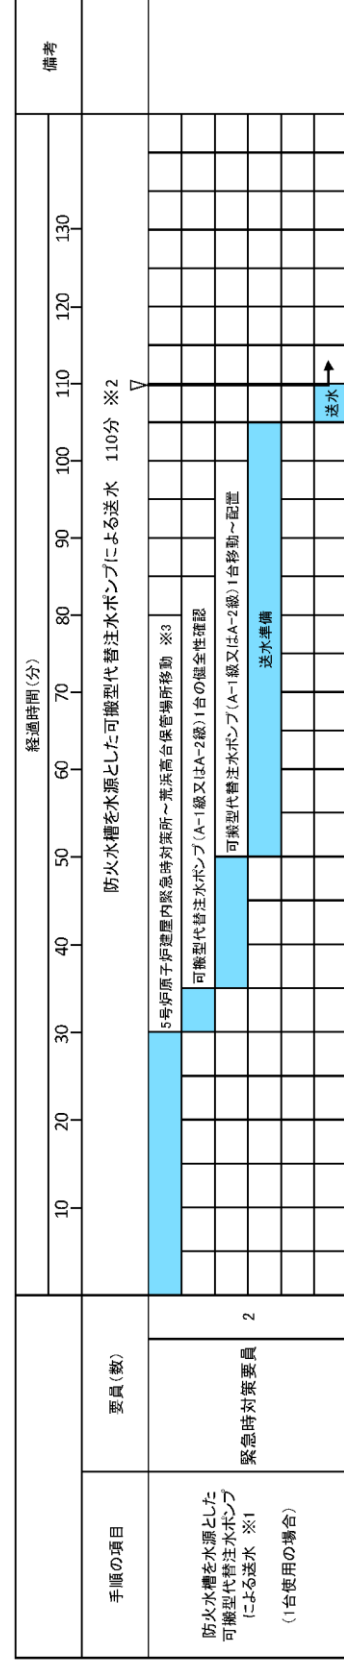 手順の項目
要員(数)
経過時間(分)
備考
10
20
30
40
50
60
70
80
90
100
110
120
130
防火水槽を水源とした可搬型代替注水ポンプによる送水 110分 ※2
防火水槽を水源とした
可搬型代替注水ポンプ
による送水 ※1
(1台使用の場合)
緊急時対策要員
2
5号炉原子炉建屋内緊急時対策所～荒浜高台保管場所移動 ※3
可搬型代替注水ポンプ(A-1級又はA-2級)1台の健全性確認
可搬型代替注水ポンプ(A-1級又はA-2級)1台移動～配置
送水準備
送水